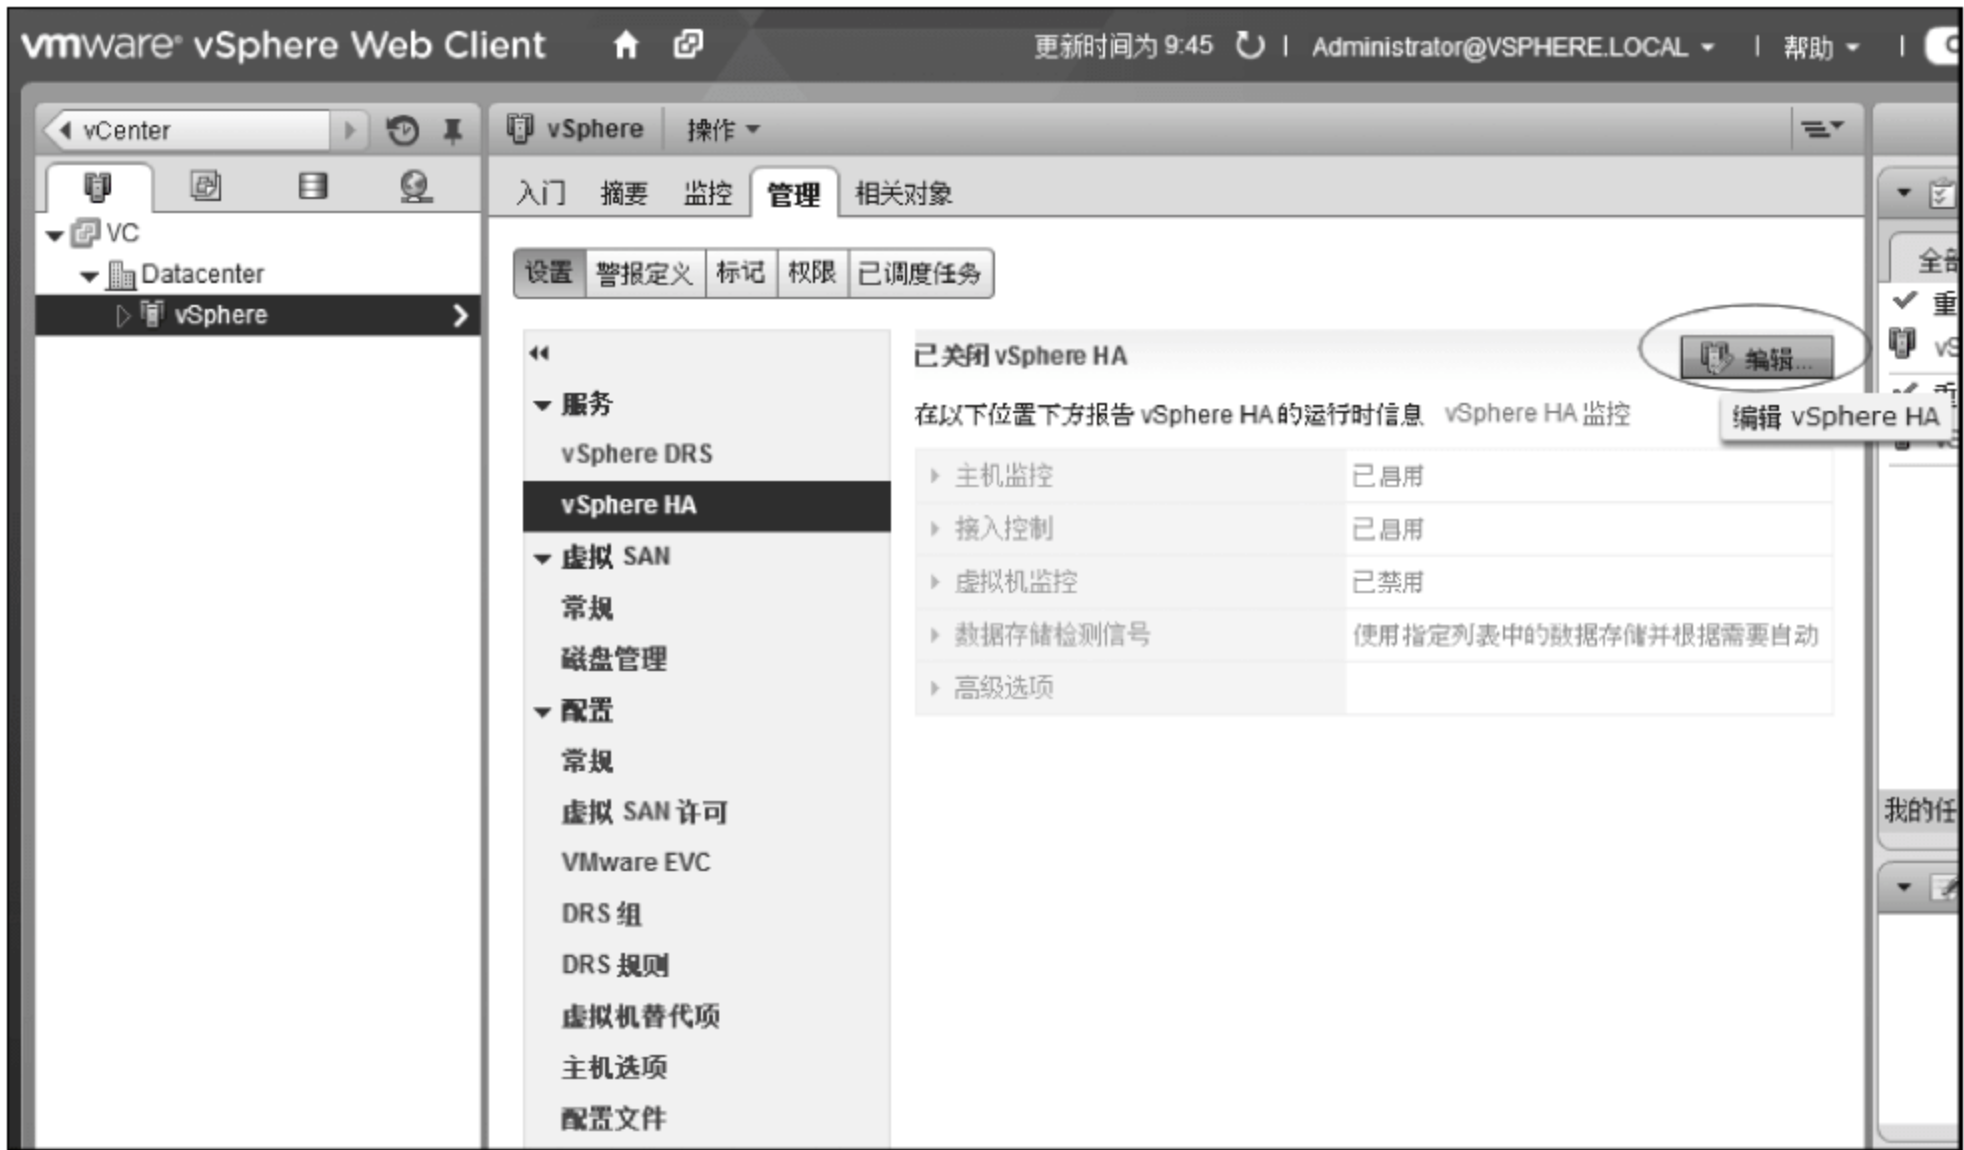 vmware® vSphere Web Client 更新时间为 9:45 | Administrator@VSPHERE.LOCAL | 帮助 |
vCenter
VC
Datacenter
vSphere
vSphere 操作
入门 摘要 监控 管理 相关对象
设置 警报定义 标记 权限 已调度任务
服务
vSphere DRS
vSphere HA
虚拟 SAN
常规
磁盘管理
配置
常规
虚拟 SAN 许可
VMware EVC
DRS 组
DRS 规则
虚拟机替代项
主机选项
配置文件
已关闭 vSphere HA 编辑...
在以下位置下方报告 vSphere HA 的运行时信息 vSphere HA 监控
编辑 vSphere HA
主机监控 已启用
接入控制 已启用
虚拟机监控 已禁用
数据存储检测信号 使用指定列表中的数据存储并根据需要自动
高级选项
全部
重
vS
我的任